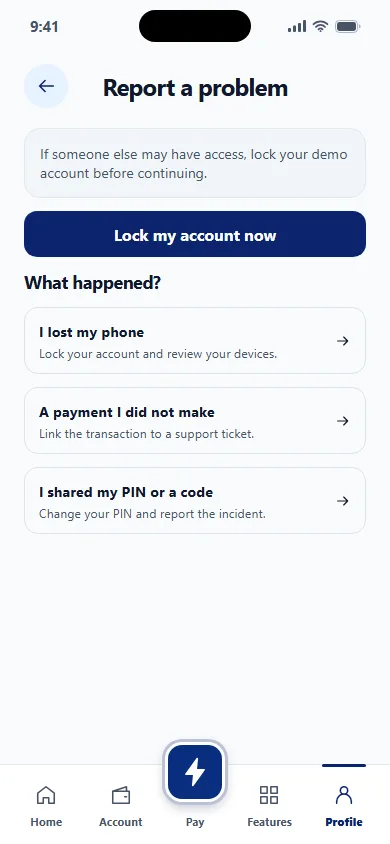 9:41
Report a problem
If someone else may have access, lock your demo
account before continuing.
Lock my account now
What happened?
I lost my phone
Lock your account and review your devices.
A payment I did not make
Link the transaction to a support ticket.
I shared my PIN or a code
Change your PIN and report the incident.
Home
Account
Pay
Features
Profile